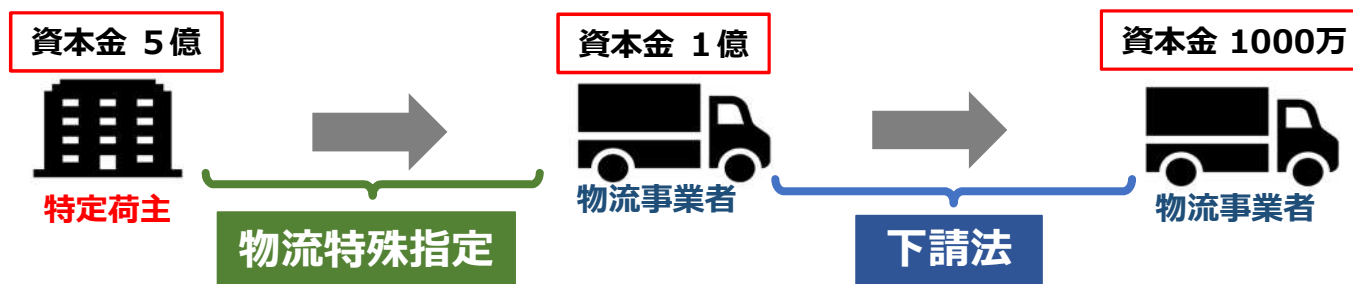 資本金 ５億
資本金 １億
資本金 1000万
特定荷主
物流事業者
物流事業者
物流特殊指定
下請法